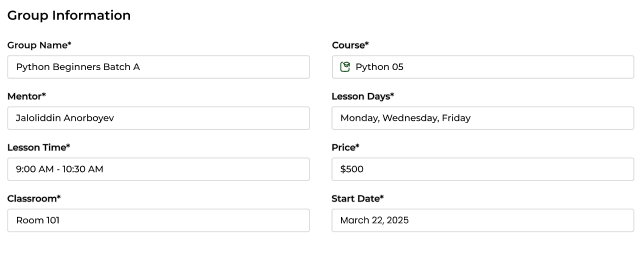 Group Information
Group Name* Course*
Python Beginners Batch A Python 05
Mentor* Lesson Days*
Jaloliddin Anorboyev Monday, Wednesday, Friday
Lesson Time* Price*
9:00 AM - 10:30 AM $500
Classroom* Start Date*
Room 101 March 22, 2025